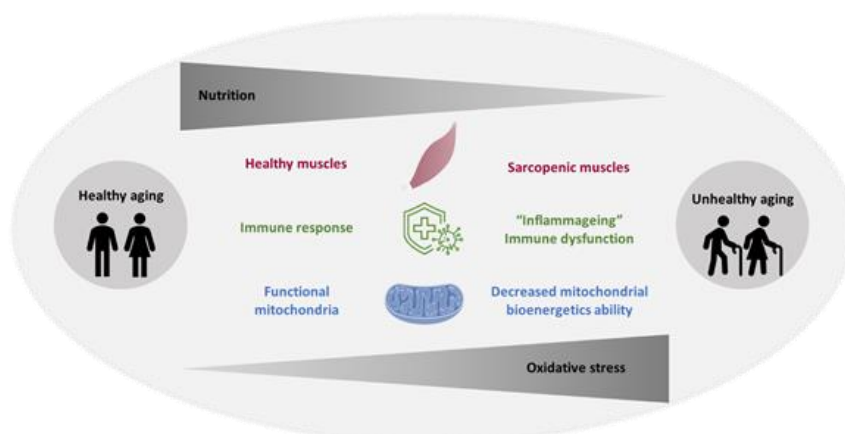 Nutrition
Healthy muscles
Sarcopenic muscles
Healthy aging
Unhealthy aging
Immune response
“Inflammageing”
Immune dysfunction
Functional
mitochondria
Decreased mitochondrial
bioenergetics ability
Oxidative stress